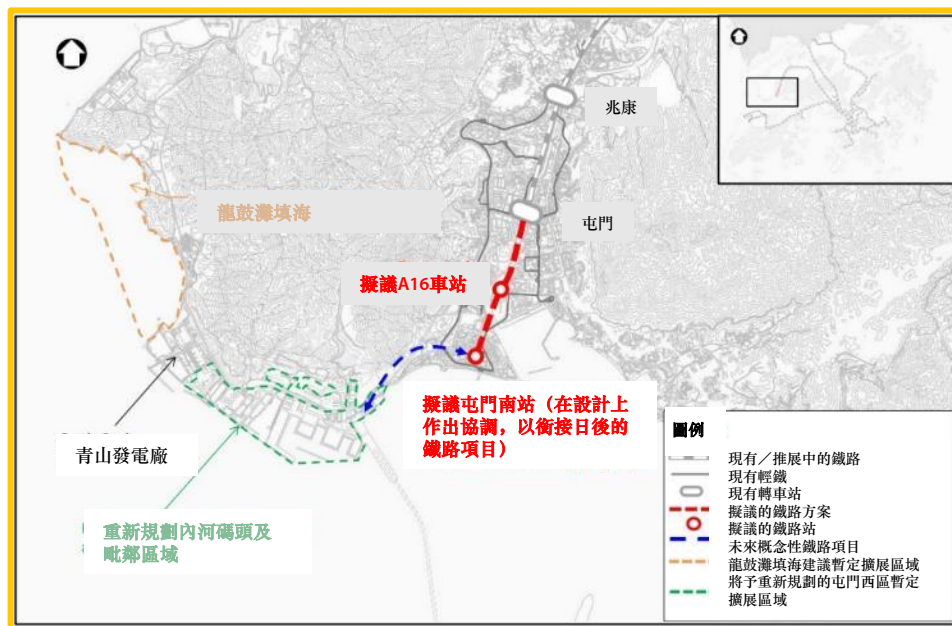 兆康
龍鼓灘填海
屯門
擬議A16車站
擬議屯門南站（在設計上
作出協調，以銜接日後的
鐵路項目）
青山發電廠
重新規劃內河碼頭及
毗鄰區域
圖例
現有／推展中的鐵路
現有輕鐵
現有轉車站
擬議的鐵路方案
擬議的鐵路站
未來概念性鐵路項目
龍鼓灘填海建議暫定擴展區域
將予重新規劃的屯門西區暫定
擴展區域